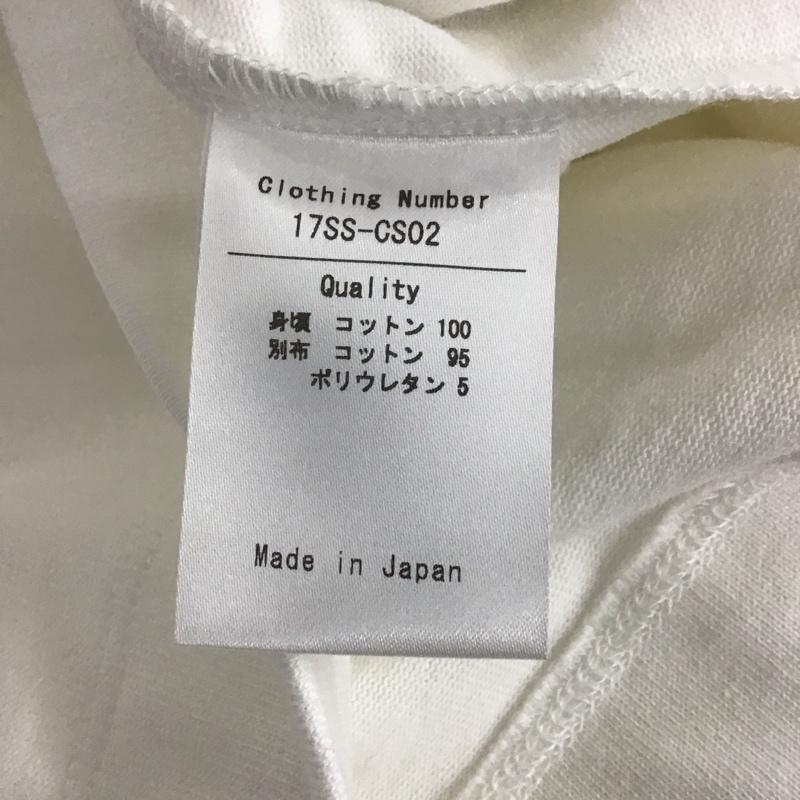 Clothing Number
17SS-CS02
Quality
身頃 コットン 100
別布 コットン 95
ポリウレタン 5
Made in Japan